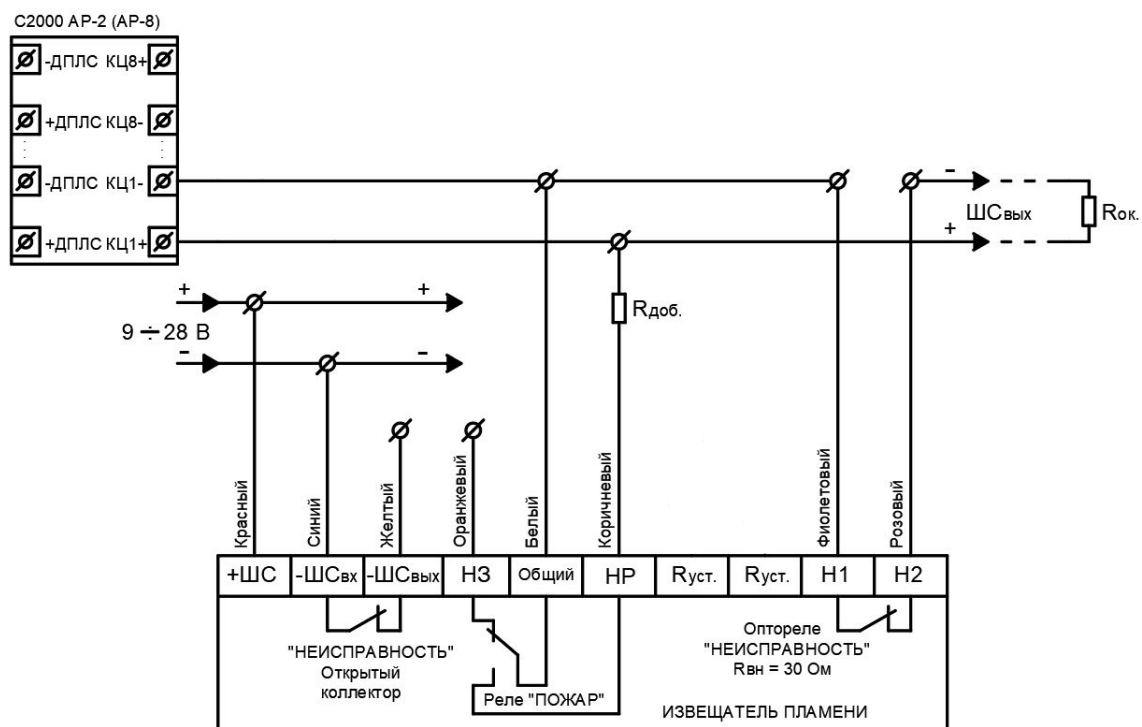 С2000 АР-2 (АР-8)
-ДПЛС КЦ8+
+ДПЛС КЦ8-
-ДПЛС КЦ1-
+ДПЛС КЦ1+
-
ШСвых
+
Rок.
+ +
9 ÷ 28 В
- -
Rдоб.
Красный
Синий
Желтый
Оранжевый
Белый
Коричневый
Фиолетовый
Розовый
+ШС -ШСвх -ШСвых НЗ Общий НР Rуст. Rуст. Н1 Н2
"НЕИСПРАВНОСТЬ"
Открытый
коллектор
Реле "ПОЖАР"
Оптореле
"НЕИСПРАВНОСТЬ"
Rвн = 30 Ом
ИЗВЕЩАТЕЛЬ ПЛАМЕНИ